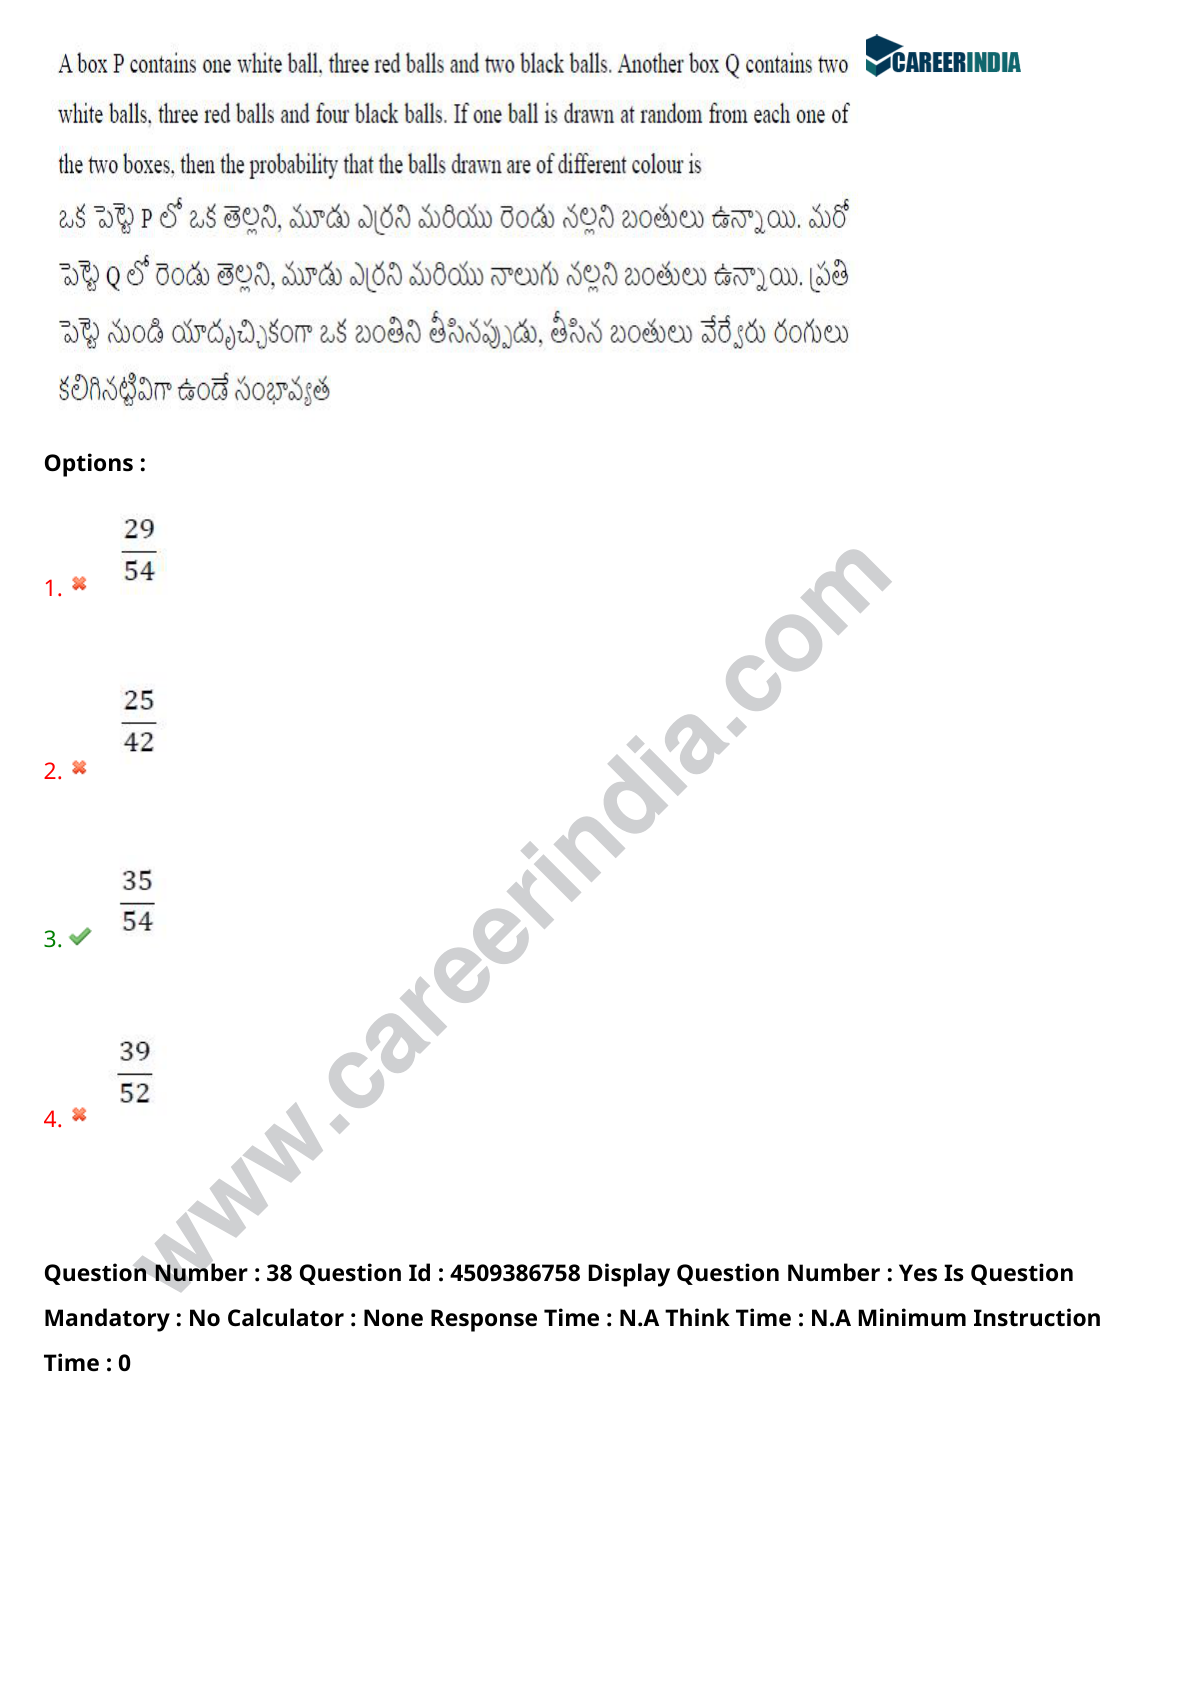 A box P contains one white ball, three red balls and two black balls. Another box Q contains two
CAREERINDIA
white balls, three red balls and four black balls. If one ball is drawn at random from each one of
the two boxes, then the probability that the balls drawn are of different colour is
ఒక పెట్టె P లో ఒక తెల్లని, మూడు ఎర్రని మరియు రెండు నల్లని బంతులు ఉన్నాయి. మరో
పెట్టె Q లో రెండు తెల్లని, మూడు ఎర్రని మరియు నాలుగు నల్లని బంతులు ఉన్నాయి. ప్రతి
పెట్టె నుండి యాదృచ్ఛికంగా ఒక బంతిని తీసినప్పుడు, తీసిన బంతులు వేర్వేరు రంగులు
కలిగినట్టివిగా ఉండే సంభావ్యత
Options :
29
54
1.
25
42
2.
35
54
3.
39
52
4.
www.careerindia.com
Question Number : 38 Question Id : 4509386758 Display Question Number : Yes Is Question
Mandatory : No Calculator : None Response Time : N.A Think Time : N.A Minimum Instruction
Time : 0